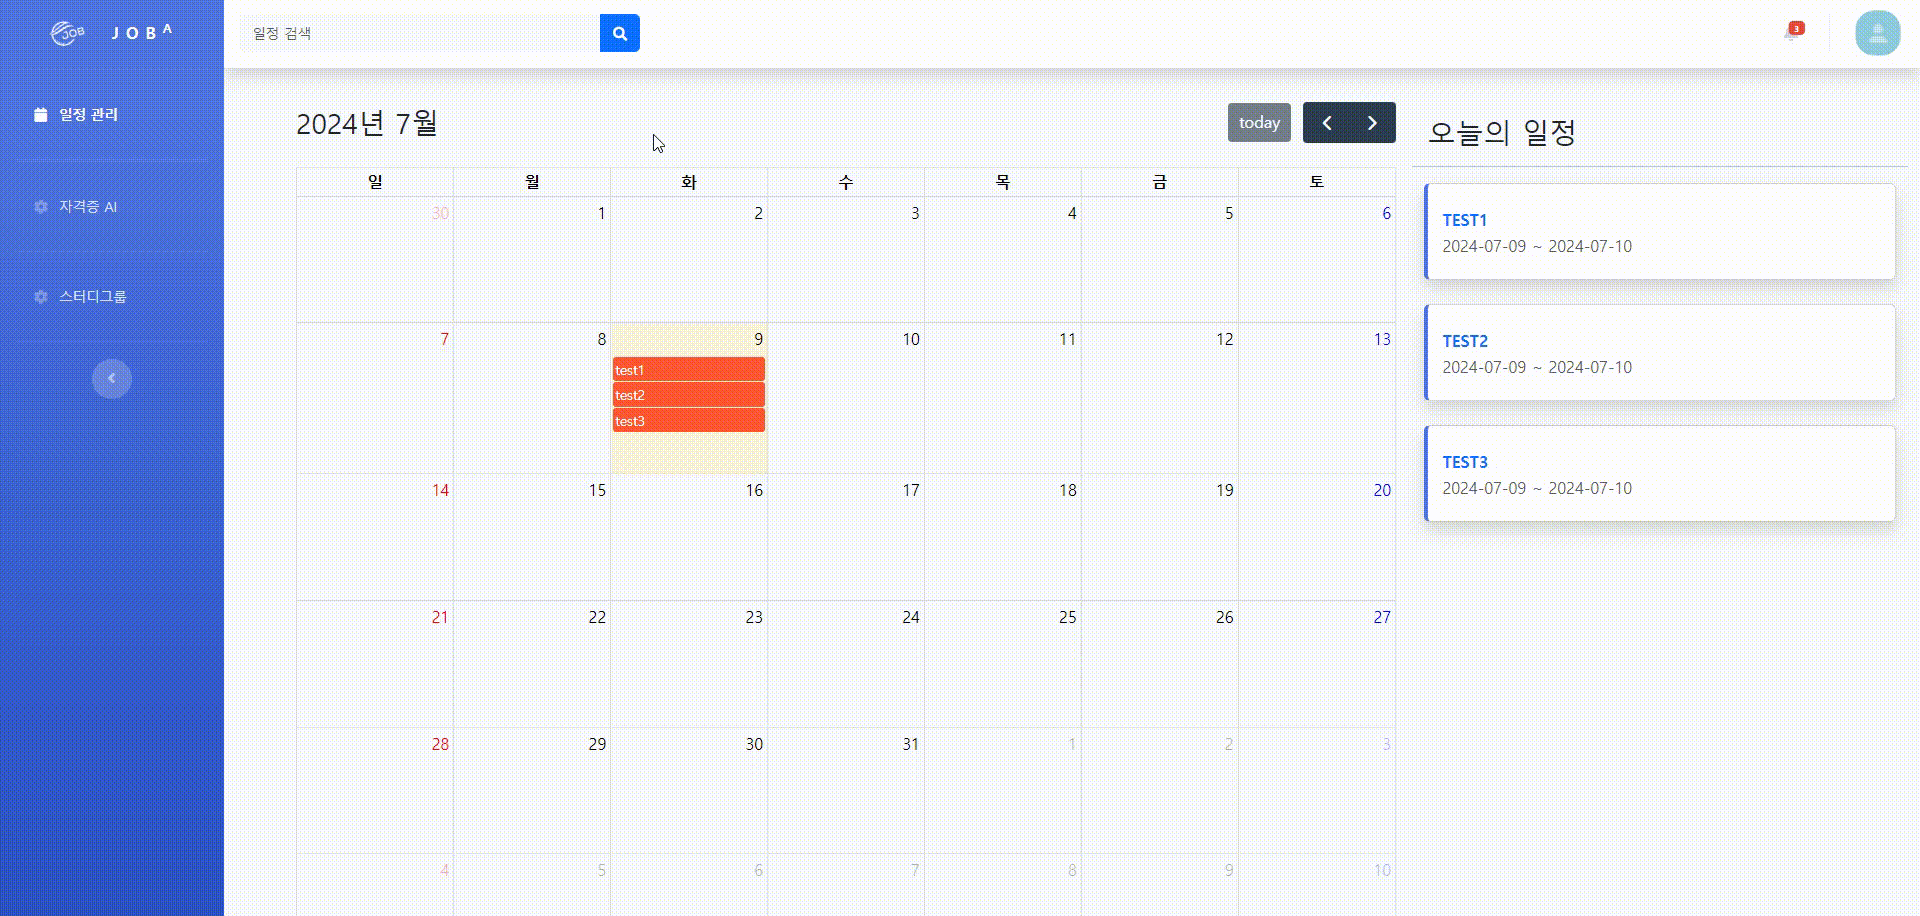 JOB JOB A
일정 관리
자격증 AI
스터디그룹
일정 검색
3
2024년 7월
today
일 월 화 수 목 금 토
30 1 2 3 4 5 6
7 8 9 10 11 12 13
test1
test2
test3
14 15 16 17 18 19 20
21 22 23 24 25 26 27
28 29 30 31 1 2 3
4 5 6 7 8 9 10
오늘의 일정
TEST1
2024-07-09 ~ 2024-07-10
TEST2
2024-07-09 ~ 2024-07-10
TEST3
2024-07-09 ~ 2024-07-10